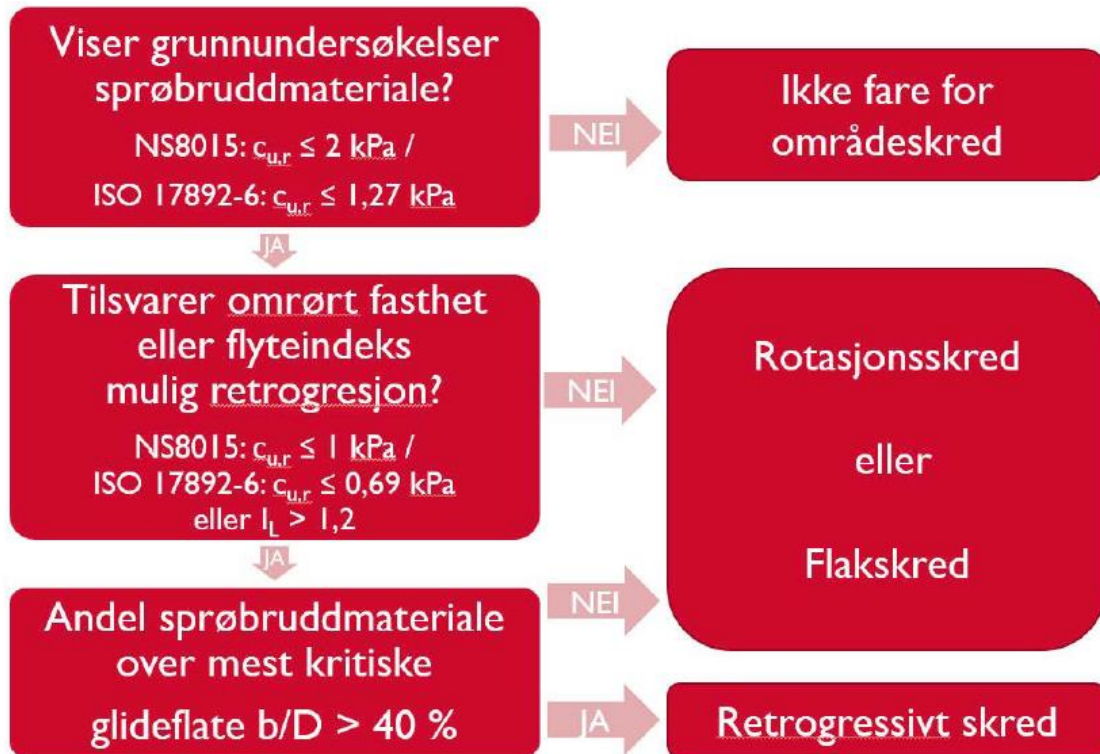 Viser grunnundersøkelser
sprøbruddmateriale?
NS8015: cu,r ≤ 2 kPa /
ISO 17892-6: cu,r ≤ 1,27 kPa
NEI
Ikke fare for
områdeskred
JA
Tilsvarer omrørt fasthet
eller flyteindeks
mulig retrogresjon?
NS8015: cu,r ≤ 1 kPa /
ISO 17892-6: cu,r ≤ 0,69 kPa
eller IL > 1,2
NEI
Rotasjonsskred
eller
Flakskred
JA
Andel sprøbruddmateriale
over mest kritiske
glideflate b/D > 40 %
NEI
JA
Retrogressivt skred